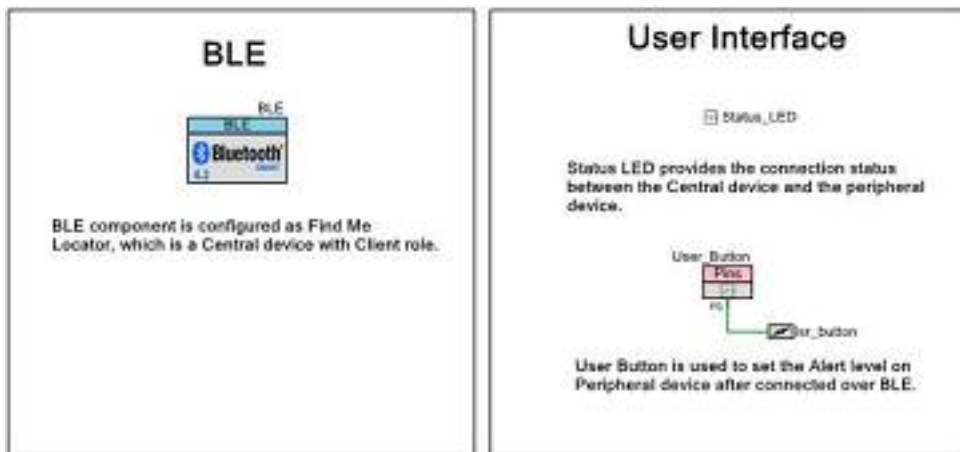 BLE
BLE
BLE
Bluetooth
BLE component is configured as Find Me
Locator, which is a Central device with Client role.
User Interface
Status_LED
Status LED provides the connection status
between the Central device and the peripheral
device.
User_Button
Pins
isr_button
User Button is used to set the Alert level on
Peripheral device after connected over BLE.